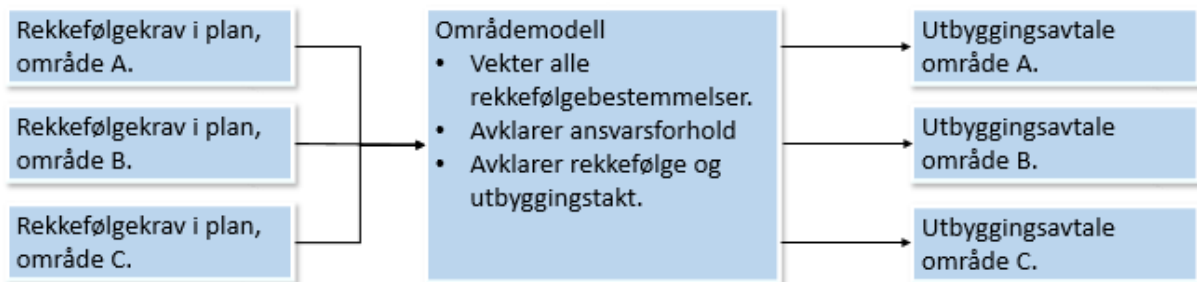 Rekkefølgekrav i plan,
område A.
Rekkefølgekrav i plan,
område B.
Rekkefølgekrav i plan,
område C.
Områdemodell
• Vekter alle
rekkefølgebestemmelser.
• Avklarer ansvarsforhold
• Avklarer rekkefølge og
utbyggingstakt.
Utbyggingsavtale
område A.
Utbyggingsavtale
område B.
Utbyggingsavtale
område C.